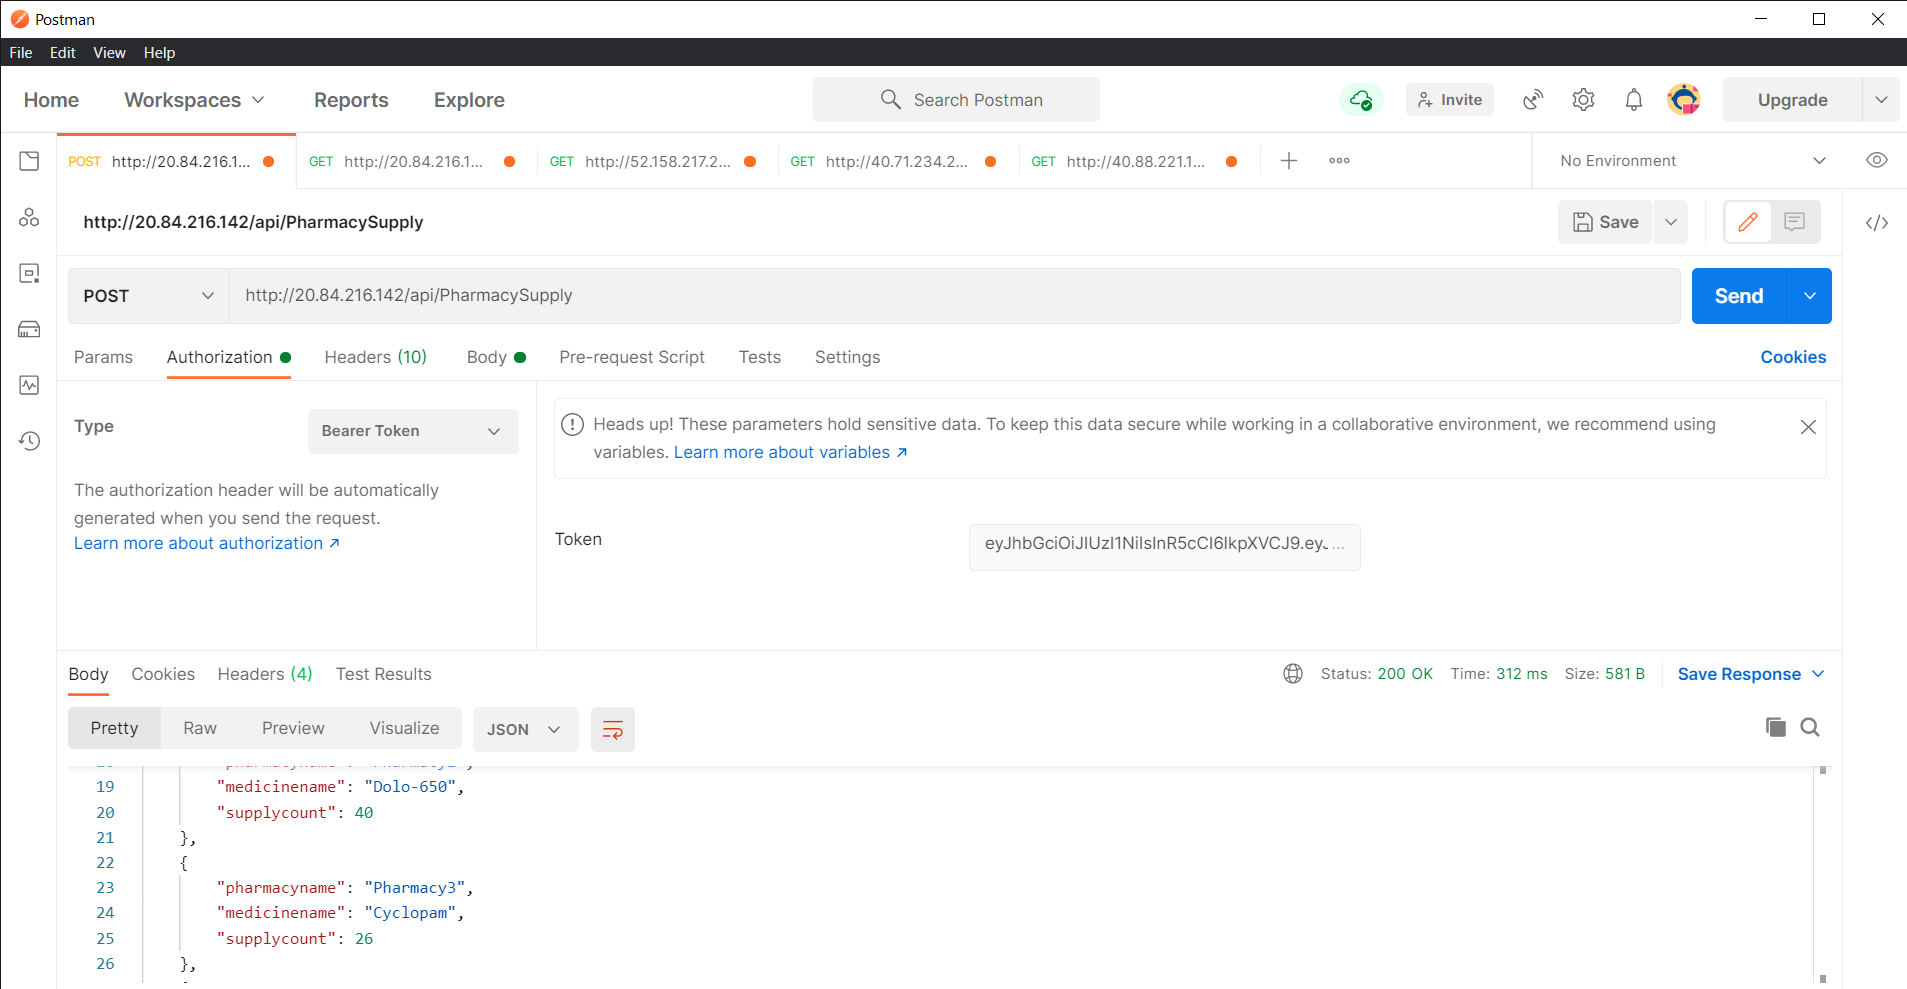 Postman
File Edit View Help
Home Workspaces Reports Explore Search Postman Invite Upgrade
POST http://20.84.216.1... GET http://20.84.216.1... GET http://52.158.217.2... GET http://40.71.234.2... GET http://40.88.221.1... No Environment
http://20.84.216.142/api/PharmacySupply Save
POST http://20.84.216.142/api/PharmacySupply Send
Params Authorization Headers (10) Body Pre-request Script Tests Settings Cookies
Type Bearer Token
The authorization header will be automatically
generated when you send the request.
Learn more about authorization ↗
Heads up! These parameters hold sensitive data. To keep this data secure while working in a collaborative environment, we recommend using
variables. Learn more about variables ↗
Token eyJhbGciOiJIUzI1NiIsInR5cCI6IkpXVCJ9.eyJ...
Body Cookies Headers (4) Test Results Status: 200 OK Time: 312 ms Size: 581 B Save Response
Pretty Raw Preview Visualize JSON
19 "medicinename": "Dolo-650",
20 "supplycount": 40
21 },
22 {
23 "pharmacyname": "Pharmacy3",
24 "medicinename": "Cyclopam",
25 "supplycount": 26
26 },